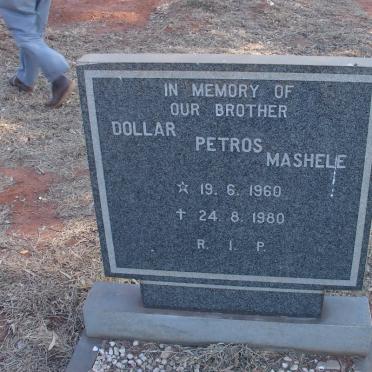 IN MEMORY OF
OUR BROTHER
DOLLAR PETROS MASHELE
☆ 19. 6. 1960
✝ 24. 8. 1980
R. I. P.